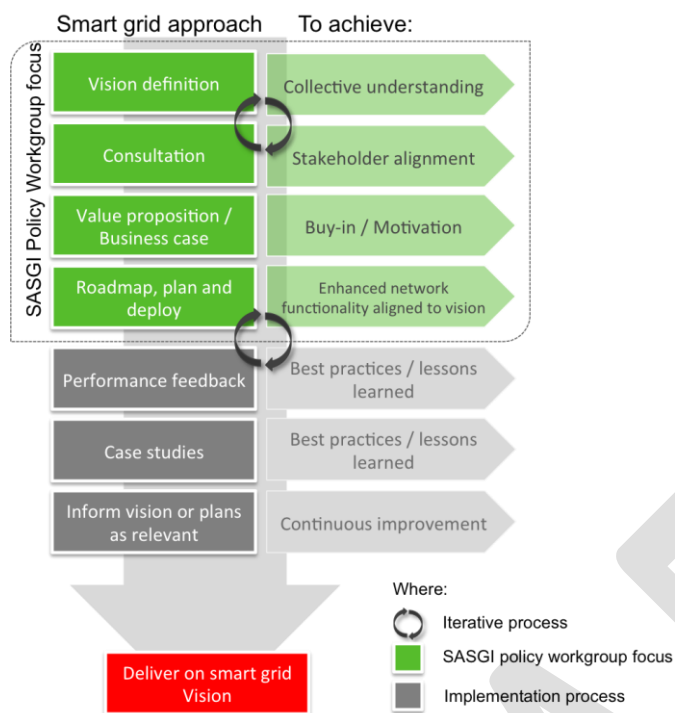 Smart grid approach
To achieve:
SASGI Policy Workgroup focus
Vision definition
Collective understanding
Consultation
Stakeholder alignment
Value proposition /
Business case
Buy-in / Motivation
Roadmap, plan and
deploy
Enhanced network
functionality aligned to vision
Performance feedback
Best practices / lessons
learned
Case studies
Best practices / lessons
learned
Inform vision or plans
as relevant
Continuous improvement
Deliver on smart grid
Vision
Where:
Iterative process
SASGI policy workgroup focus
Implementation process